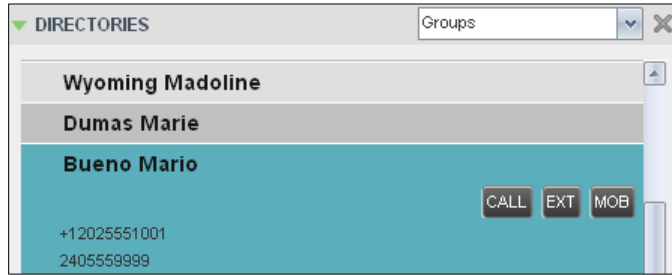 DIRECTORIES Groups
Wyoming Madoline
Dumas Marie
Bueno Mario
CALL EXT MOB
+12025551001
2405559999